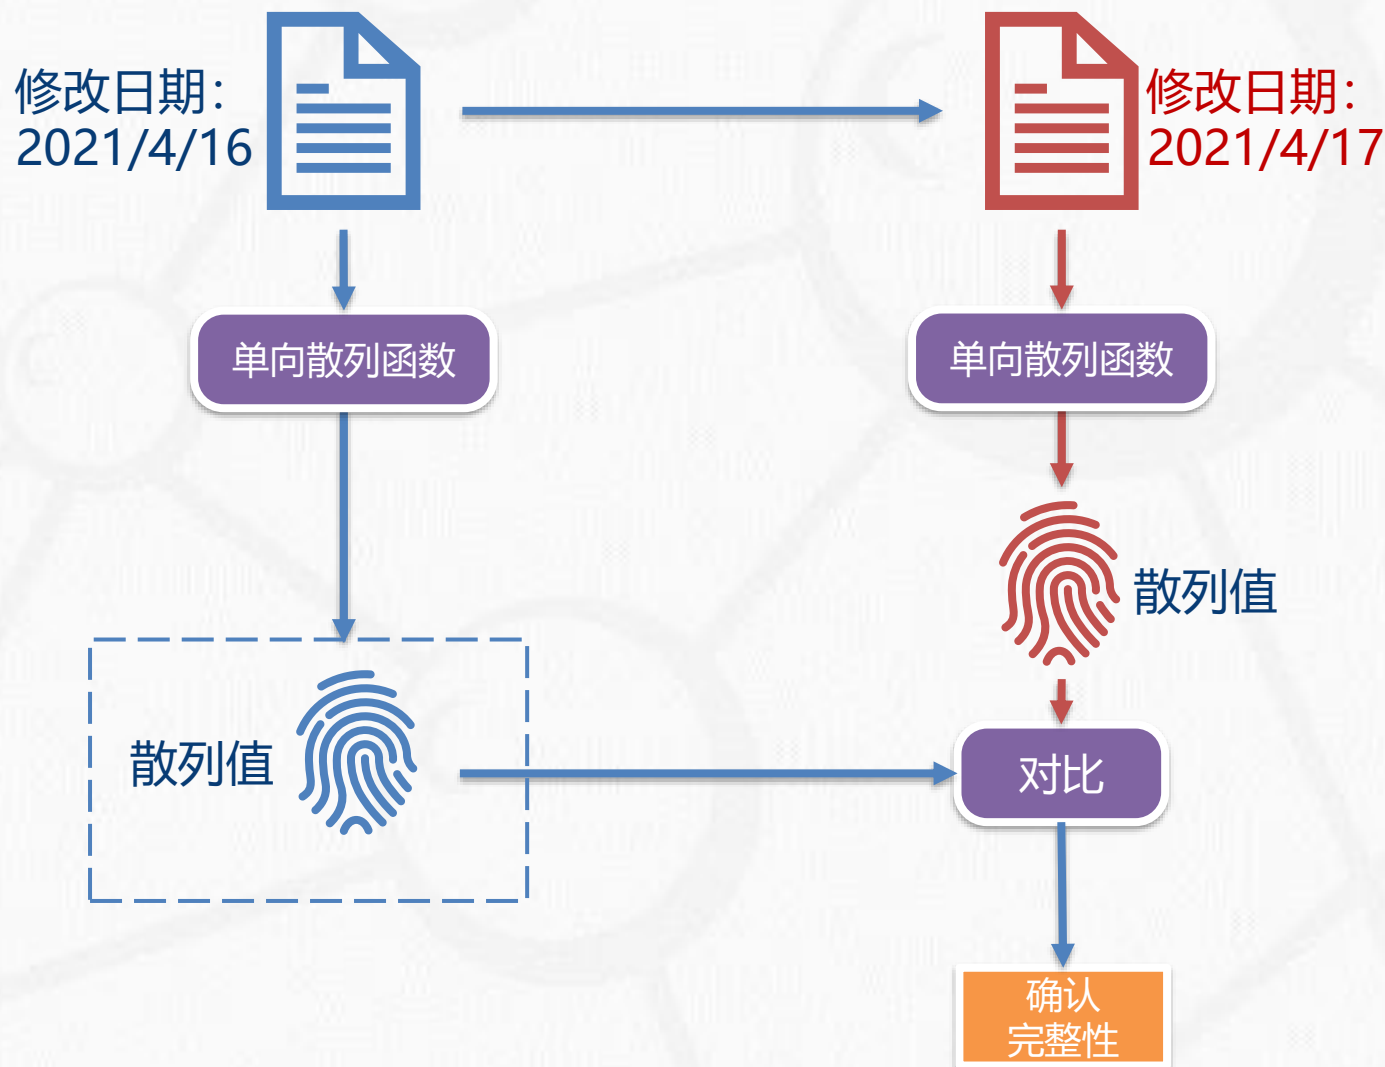 修改日期：
2021/4/16
修改日期：
2021/4/17
单向散列函数
单向散列函数
散列值
散列值
对比
确认
完整性